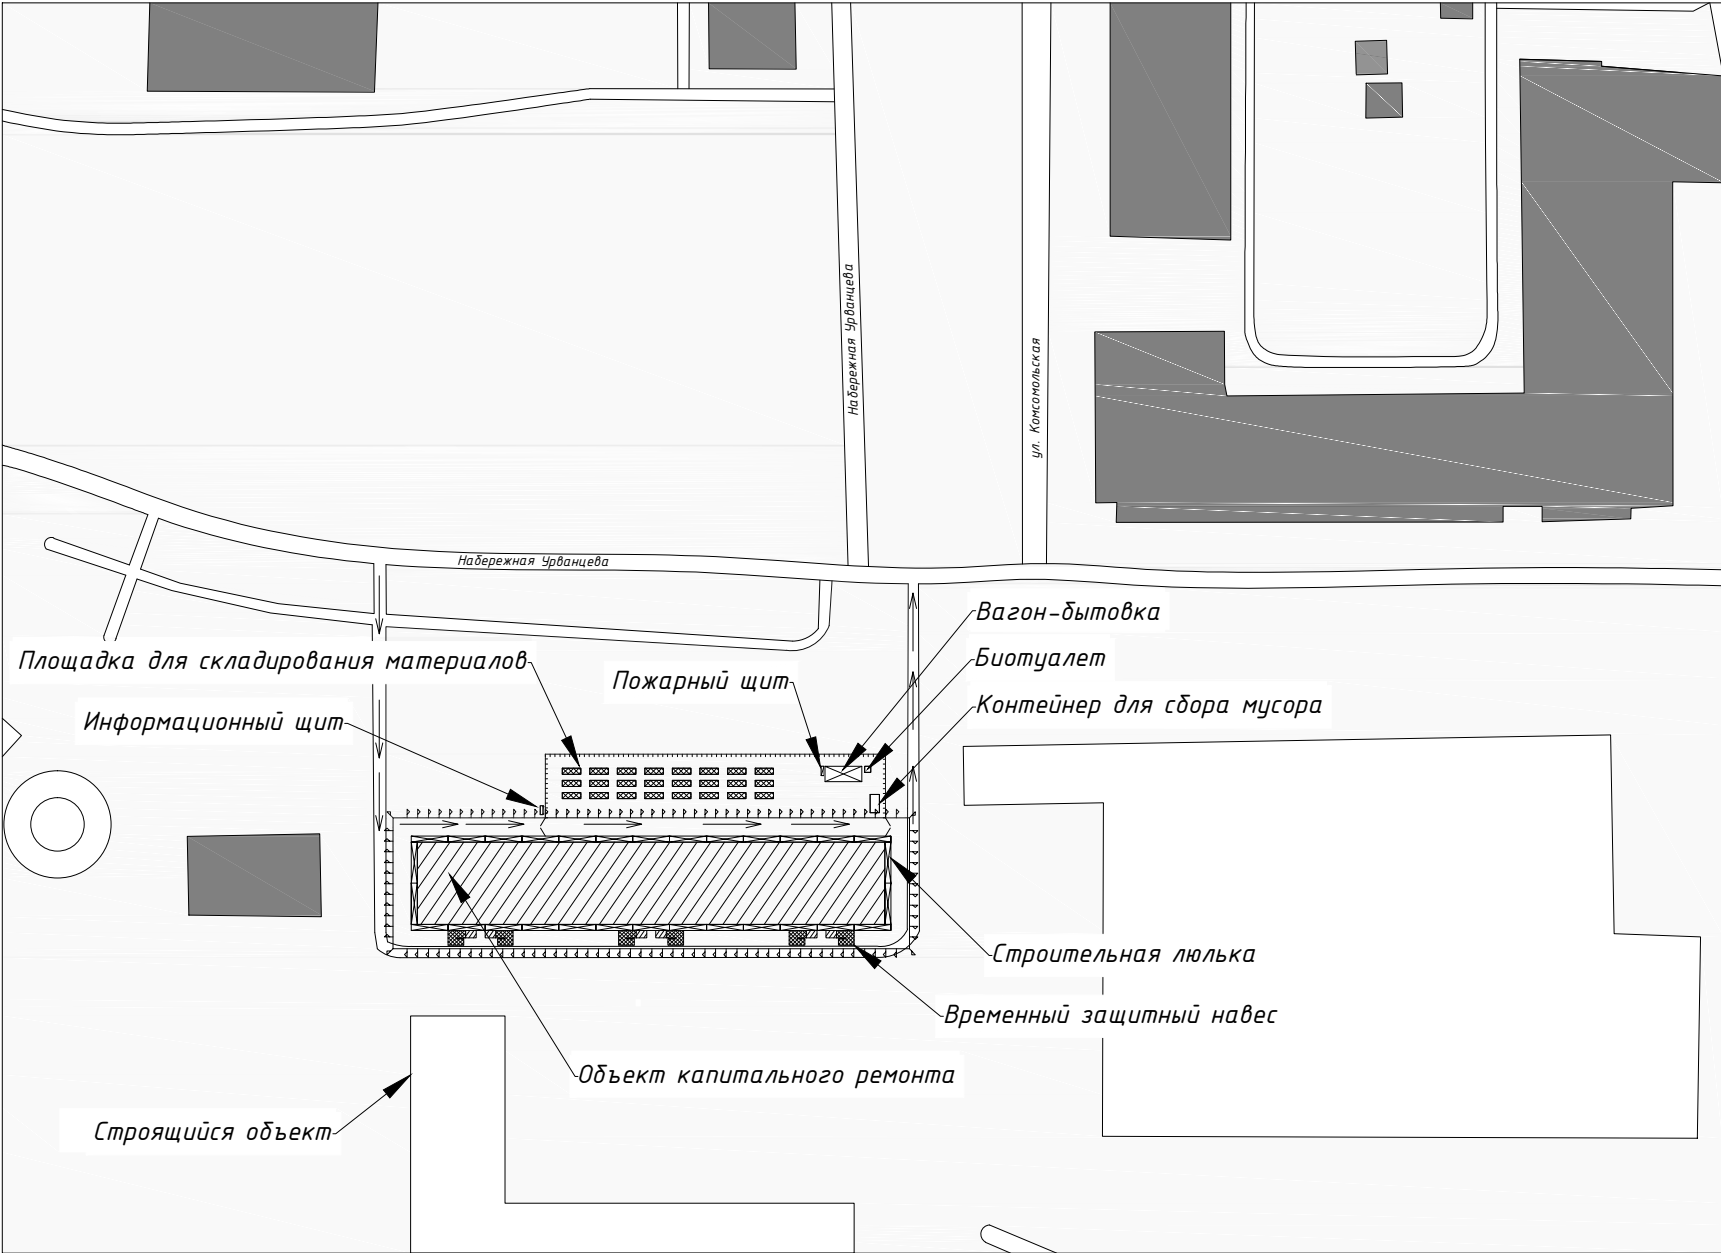 Набережная Урванцева
ул. Комсомольская
Набережная Урванцева
Вагон-бытовка
Площадка для складирования материалов
Биотуалет
Пожарный щит
Контейнер для сбора мусора
Информационный щит
Строительная люлька
Временный защитный навес
Объект капитального ремонта
Строящийся объект